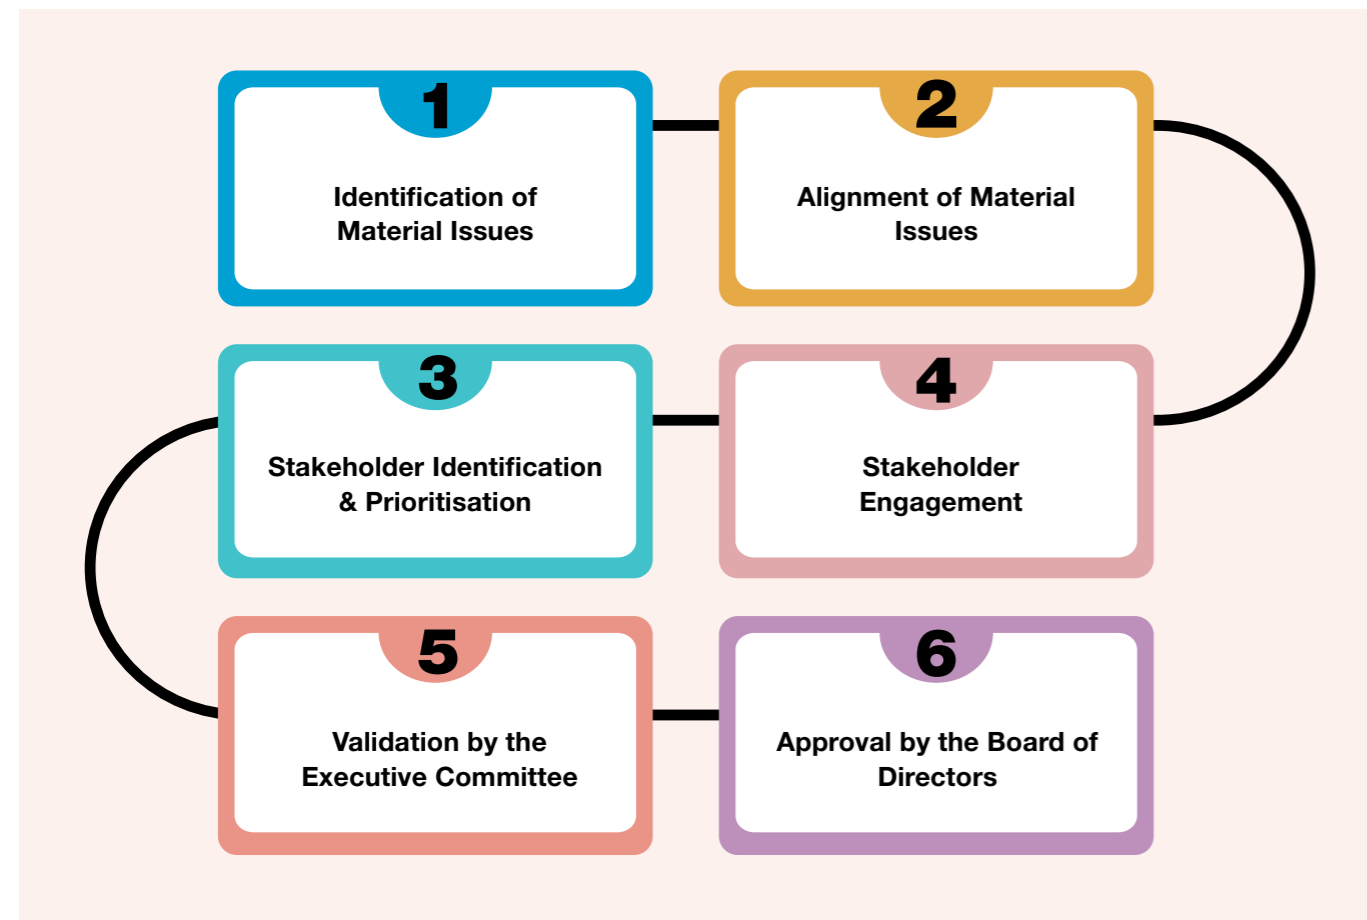 1
Identification of
Material Issues
2
Alignment of Material
Issues
3
Stakeholder Identification
& Prioritisation
4
Stakeholder
Engagement
5
Validation by the
Executive Committee
6
Approval by the Board of
Directors